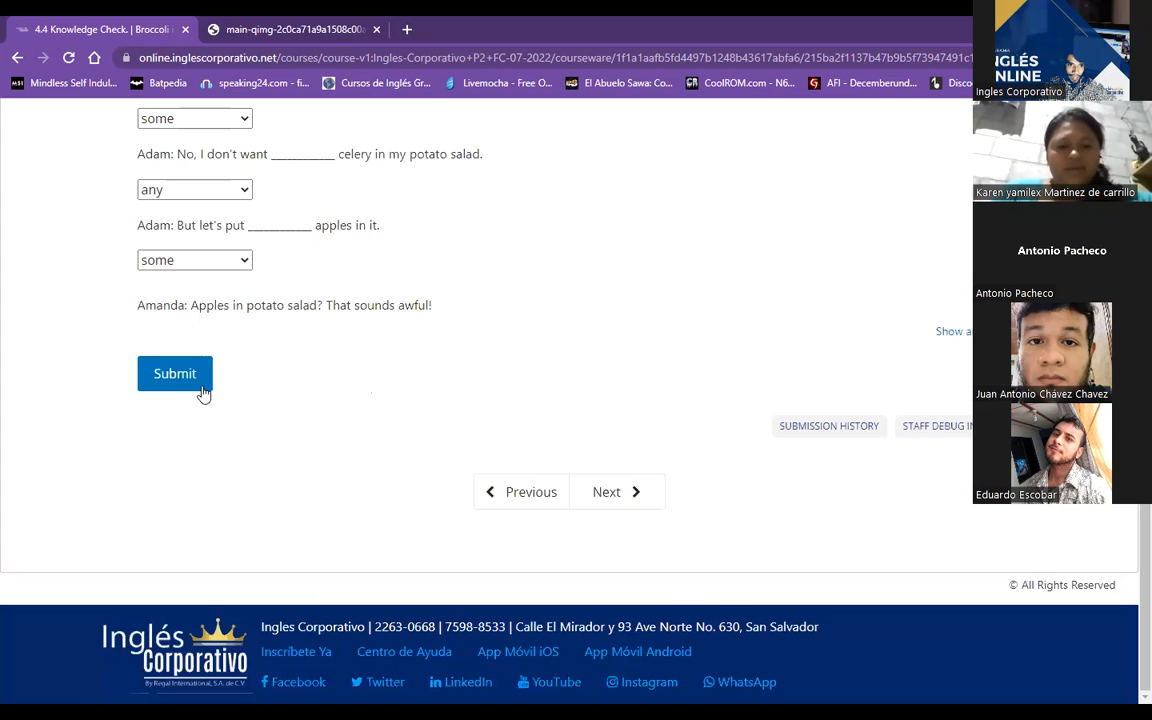 4.4 Knowledge Check. | Broccoli
main-qimg-2c0ca71a9a1508c00
online.inglescorporativo.net/courses/course-v1:Ingles-Corporativo+P2+FC-07-2022/courseware/1f1a1aafb5fd4497b1248b43617abfa6/215ba2f1137b47b9b5f73947491c1
Mindless Self Indul...
Batpedia
speaking24.com - fi...
Cursos de Inglés Gr...
Livemocha - Free O...
El Abuelo Sawa: Co...
CoolROM.com - N6...
AFI - Decemberund...
Disco
NGLÉS
ONLINE
Ingles Corporativo
some
Adam: No, I don't want ____________ celery in my potato salad.
any
Adam: But let's put ____________ apples in it.
some
Amanda: Apples in potato salad? That sounds awful!
Show a
Submit
SUBMISSION HISTORY
STAFF DEBUG IN
Previous
Next
Karen yamilex Martinez de carrillo
Antonio Pacheco
Antonio Pacheco
Juan Antonio Chávez Chavez
Eduardo Escobar
© All Rights Reserved
Inglés
Corporativo
By Regal International, S.A. de C.V.
Ingles Corporativo | 2263-0668 | 7598-8533 | Calle El Mirador y 93 Ave Norte No. 630, San Salvador
Inscríbete Ya
Centro de Ayuda
App Móvil iOS
App Móvil Android
Facebook
Twitter
LinkedIn
YouTube
Instagram
WhatsApp